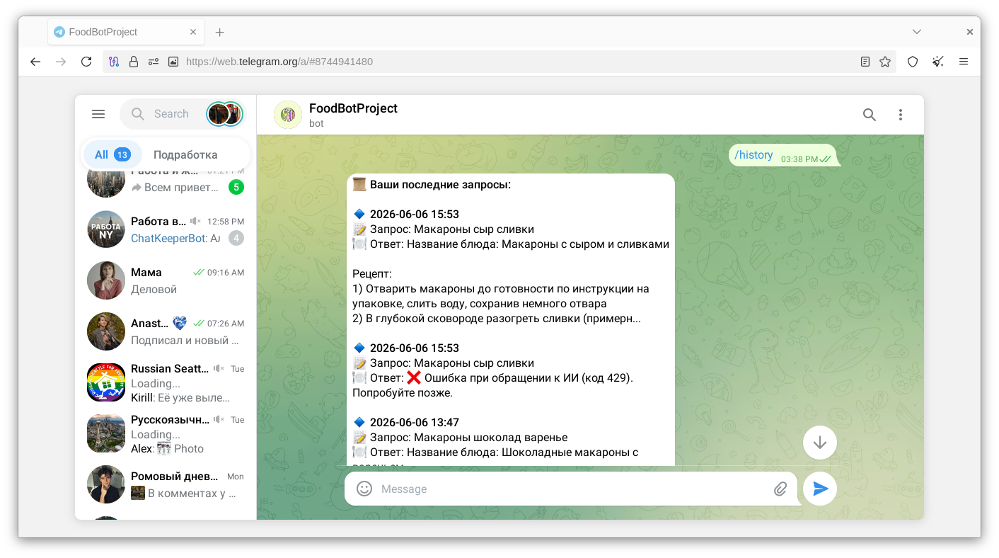 FoodBotProject
https://web.telegram.org/a/#8744941480
Search
All 13 Подработка
Всем привет… 5
Работа в… 12:58 PM
РАБОТА NY
ChatKeeperBot: 4
Мама 09:16 AM
Деловой
Anast… 07:26 AM
Подписал и новый …
Russian Seatt… Tue
Loading...
Kirill: Её уже выле…
Русскоязычн… Tue
Loading...
Alex: Photo
Ромовый днев… Mon
В комментах у …
FoodBotProject
bot
/history 03:38 PM
Ваши последние запросы:
2026-06-06 15:53
Запрос: Макароны сыр сливки
Ответ: Название блюда: Макароны с сыром и сливками
Рецепт:
1) Отварить макароны до готовности по инструкции на
упаковке, слить воду, сохранив немного отвара
2) В глубокой сковороде разогреть сливки (примерн...
2026-06-06 15:53
Запрос: Макароны сыр сливки
Ответ: ❌ Ошибка при обращении к ИИ (код 429).
Попробуйте позже.
2026-06-06 13:47
Запрос: Макароны шоколад варенье
Ответ: Название блюда: Шоколадные макароны с
Message